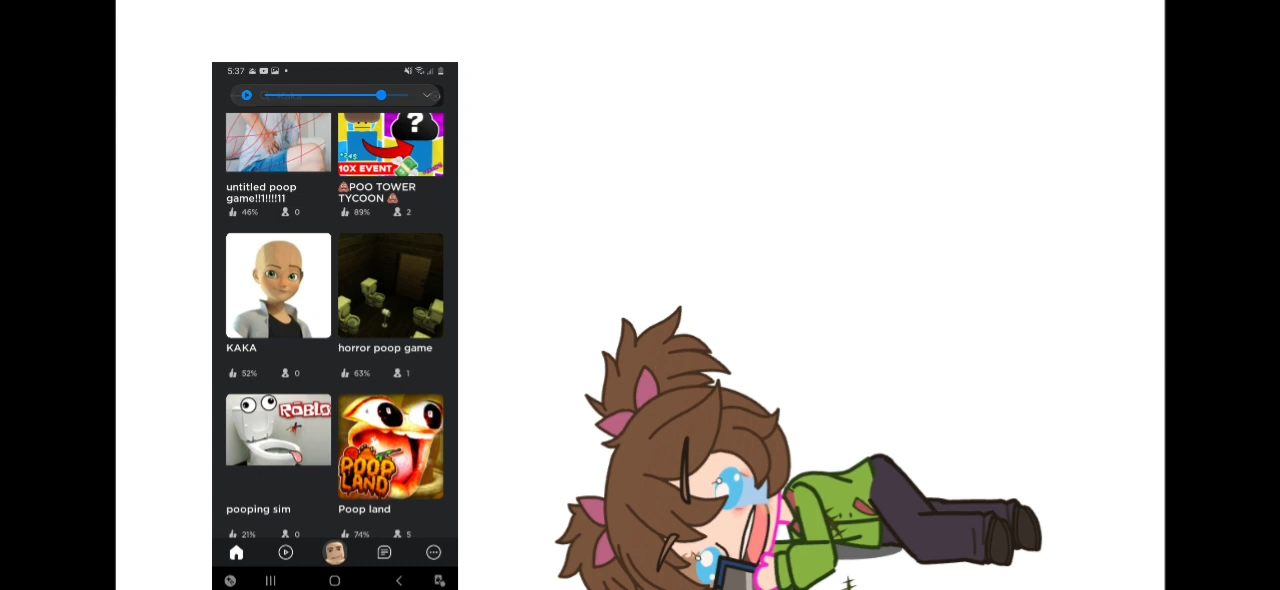 5:37
?
10X EVENT
untitled poop
game!!1!!!!11
💩POO TOWER
TYCOON 💩
46% 0
89% 2
KAKA
horror poop game
52% 0
63% 1
ROBLO
POOP
LAND
pooping sim
Poop land
21% 0
74% 5